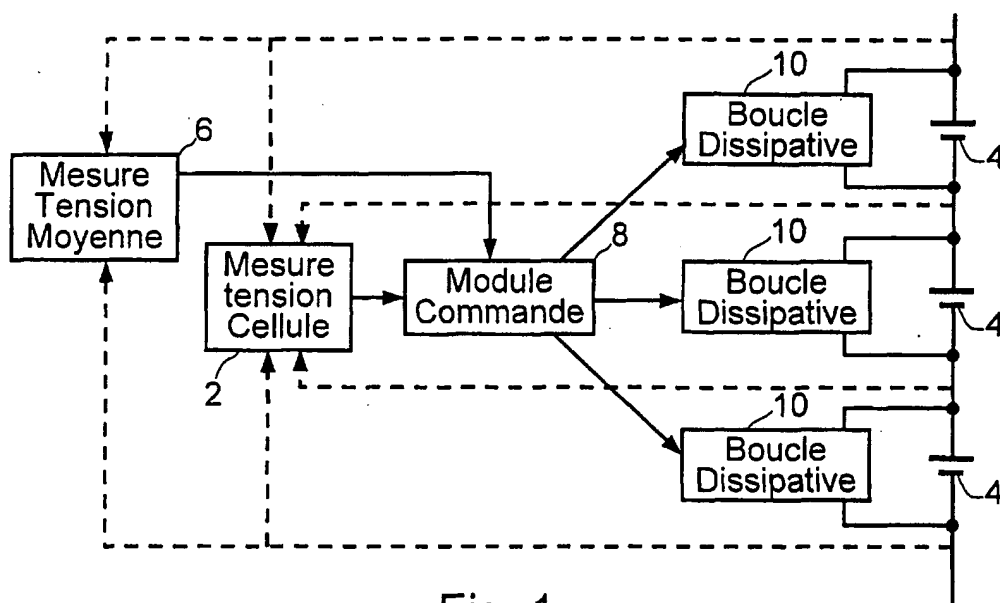 10
Boucle
Dissipative
4
6
Mesure
Tension
Moyenne
10
Boucle
Dissipative
4
8
Mesure
tension
Cellule
2
Module
Commande
10
Boucle
Dissipative
4